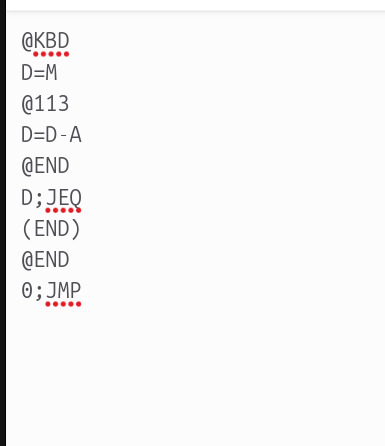 @KBD
D=M
@113
D=D-A
@END
D;JEQ
(END)
@END
0;JMP